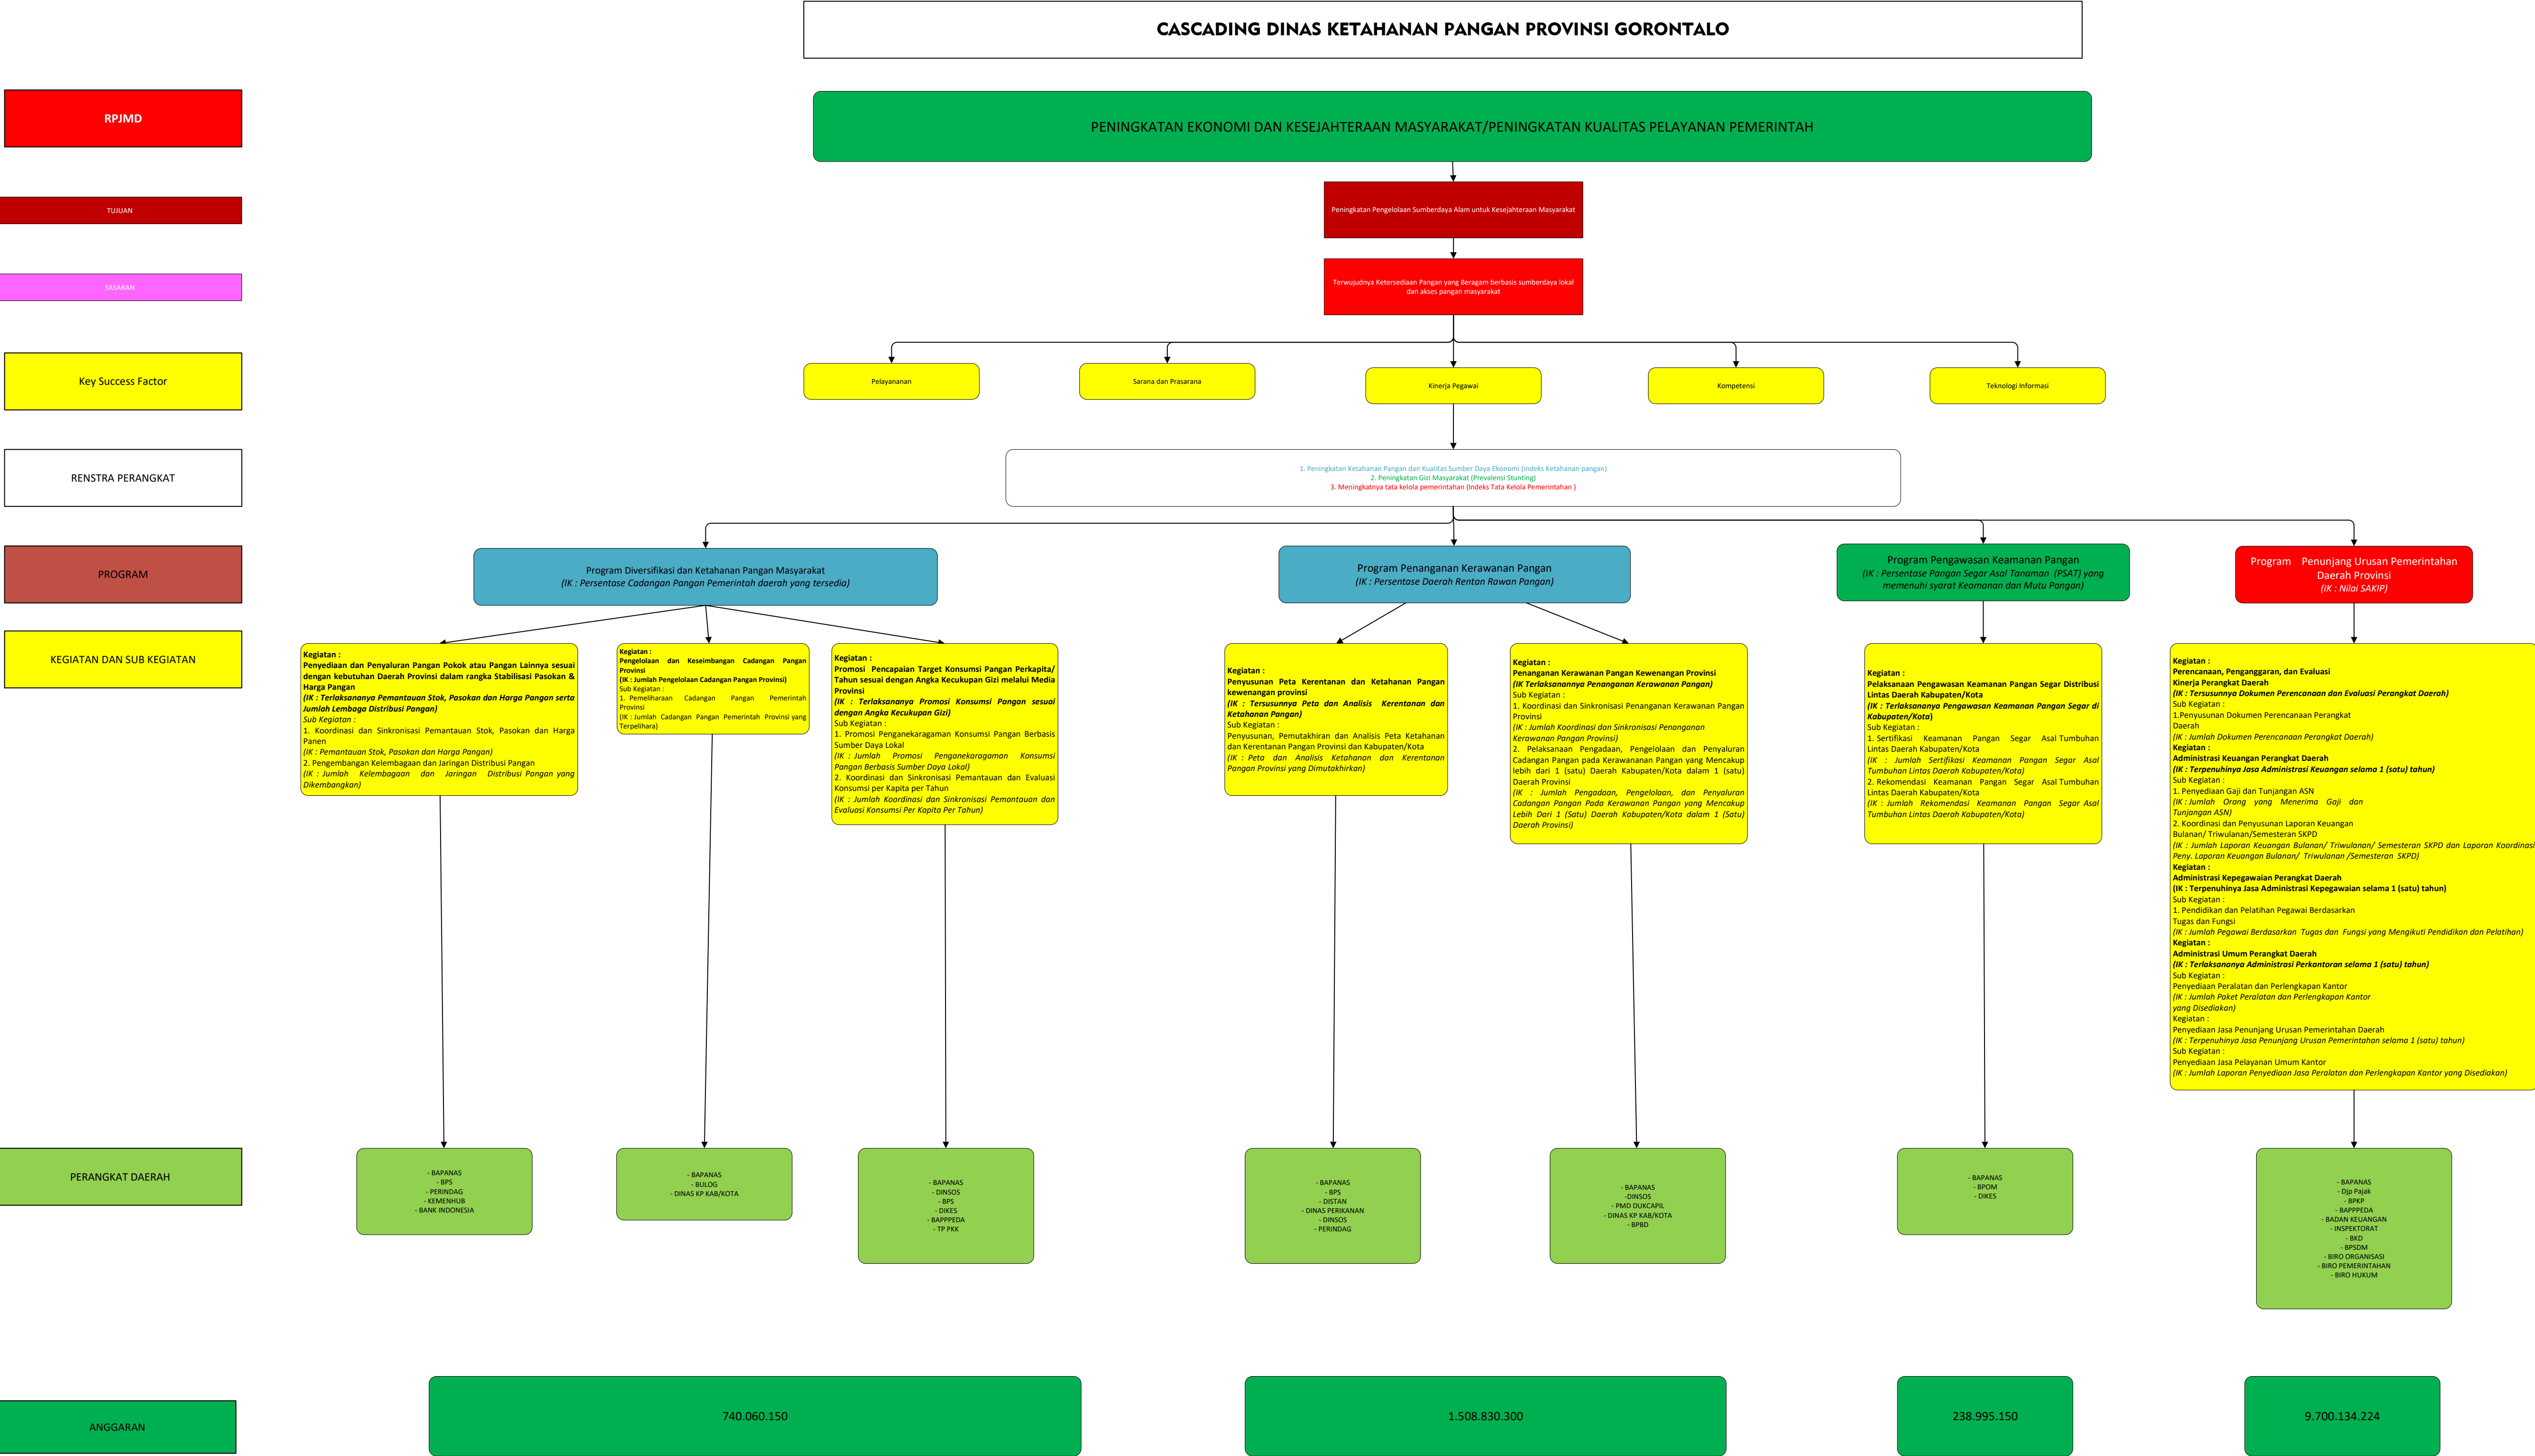 CASCADING DINAS KETAHANAN PANGAN PROVINSI GORONTALO
RPJMD
PENINGKATAN EKONOMI DAN KESEJAHTERAAN MASYARAKAT/PENINGKATAN KUALITAS PELAYANAN PEMERINTAH
TUJUAN
Peningkatan Pengelolaan Sumberdaya Alam untuk Kesejahteraan Masyarakat
SASARAN
Terwujudnya Ketersediaan Pangan yang Beragam berbasis sumberdaya lokal
dan akses pangan masyarakat
Key Success Factor
Pelayananan
Sarana dan Prasarana
Kinerja Pegawai
Kompetensi
Teknologi Informasi
RENSTRA PERANGKAT
1. Peningkatan Ketahanan Pangan dan Kualitas Sumber Daya Ekonomi (Indeks Ketahanan pangan)
2. Peningkatan Gizi Masyarakat (Prevalensi Stunting)
3. Meningkatnya tata kelola pemerintahan (Indeks Tata Kelola Pemerintahan )
PROGRAM
Program Diversifikasi dan Ketahanan Pangan Masyarakat
(IK : Persentase Cadangan Pangan Pemerintah daerah yang tersedia)
Program Penanganan Kerawanan Pangan
(IK : Persentase Daerah Rentan Rawan Pangan)
Program Pengawasan Keamanan Pangan
(IK : Persentase Pangan Segar Asal Tanaman (PSAT) yang
memenuhi syarat Keamanan dan Mutu Pangan)
Program Penunjang Urusan Pemerintahan
Daerah Provinsi
(IK : Nilai SAKIP)
KEGIATAN DAN SUB KEGIATAN
Kegiatan :
Penyediaan dan Penyaluran Pangan Pokok atau Pangan Lainnya sesuai
dengan kebutuhan Daerah Provinsi dalam rangka Stabilisasi Pasokan &
Harga Pangan
(IK : Terlaksananya Pemantauan Stok, Pasokan dan Harga Pangan serta
Jumlah Lembaga Distribusi Pangan)
Sub Kegiatan :
1. Koordinasi dan Sinkronisasi Pemantauan Stok, Pasokan dan Harga
Panen
(IK : Pemantauan Stok, Pasokan dan Harga Pangan)
2. Pengembangan Kelembagaan dan Jaringan Distribusi Pangan
(IK : Jumlah Kelembagaan dan Jaringan Distribusi Pangan yang
Dikembangkan)
Kegiatan :
Pengelolaan dan Keseimbangan Cadangan Pangan
Provinsi
(IK : Jumlah Pengelolaan Cadangan Pangan Provinsi)
Sub Kegiatan :
1. Pemeliharaan Cadangan Pangan Pemerintah
Provinsi
(IK : Jumlah Cadangan Pangan Pemerintah Provinsi yang
Terpelihara)
Kegiatan :
Promosi Pencapaian Target Konsumsi Pangan Perkapita/
Tahun sesuai dengan Angka Kecukupan Gizi melalui Media
Provinsi
(IK : Terlaksananya Promosi Konsumsi Pangan sesuai
dengan Angka Kecukupan Gizi)
Sub Kegiatan :
1. Promosi Penganekaragaman Konsumsi Pangan Berbasis
Sumber Daya Lokal
(IK : Jumlah Promosi Penganekaragaman Konsumsi
Pangan Berbasis Sumber Daya Lokal)
2. Koordinasi dan Sinkronisasi Pemantauan dan Evaluasi
Konsumsi per Kapita per Tahun
(IK : Jumlah Koordinasi dan Sinkronisasi Pemantauan dan
Evaluasi Konsumsi Per Kapita Per Tahun)
Kegiatan :
Penyusunan Peta Kerentanan dan Ketahanan Pangan
kewenangan provinsi
(IK : Tersusunnya Peta dan Analisis Kerentanan dan
Ketahanan Pangan)
Sub Kegiatan :
Penyusunan, Pemutakhiran dan Analisis Peta Ketahanan
dan Kerentanan Pangan Provinsi dan Kabupaten/Kota
(IK : Peta dan Analisis Ketahanan dan Kerentanan
Pangan Provinsi yang Dimutakhirkan)
Kegiatan :
Penanganan Kerawanan Pangan Kewenangan Provinsi
(IK Terlaksanannya Penanganan Kerawanan Pangan)
Sub Kegiatan :
1. Koordinasi dan Sinkronisasi Penanganan Kerawanan Pangan
Provinsi
(IK : Jumlah Koordinasi dan Sinkronisasi Penanganan
Kerawanan Pangan Provinsi)
2. Pelaksanaan Pengadaan, Pengelolaan dan Penyaluran
Cadangan Pangan pada Kerawananan Pangan yang Mencakup
lebih dari 1 (satu) Daerah Kabupaten/Kota dalam 1 (satu)
Daerah Provinsi
(IK : Jumlah Pengadaan, Pengelolaan, dan Penyaluran
Cadangan Pangan Pada Kerawanan Pangan yang Mencakup
Lebih Dari 1 (Satu) Daerah Kabupaten/Kota dalam 1 (Satu)
Daerah Provinsi)
Kegiatan :
Pelaksanaan Pengawasan Keamanan Pangan Segar Distribusi
Lintas Daerah Kabupaten/Kota
(IK : Terlaksananya Pengawasan Keamanan Pangan Segar di
Kabupaten/Kota)
Sub Kegiatan :
1. Sertifikasi Keamanan Pangan Segar Asal Tumbuhan
Lintas Daerah Kabupaten/Kota
(IK : Jumlah Sertifikasi Keamanan Pangan Segar Asal
Tumbuhan Lintas Daerah Kabupaten/Kota)
2. Rekomendasi Keamanan Pangan Segar Asal Tumbuhan
Lintas Daerah Kabupaten/Kota
(IK : Jumlah Rekomendasi Keamanan Pangan Segar Asal
Tumbuhan Lintas Daerah Kabupaten/Kota)
Kegiatan :
Perencanaan, Penganggaran, dan Evaluasi
Kinerja Perangkat Daerah
(IK : Tersusunnya Dokumen Perencanaan dan Evaluasi Perangkat Daerah)
Sub Kegiatan :
1.Penyusunan Dokumen Perencanaan Perangkat
Daerah
(IK : Jumlah Dokumen Perencanaan Perangkat Daerah)
Kegiatan :
Administrasi Keuangan Perangkat Daerah
(IK : Terpenuhinya Jasa Administrasi Keuangan selama 1 (satu) tahun)
Sub Kegiatan :
1. Penyediaan Gaji dan Tunjangan ASN
(IK : Jumlah Orang yang Menerima Gaji dan
Tunjangan ASN)
2. Koordinasi dan Penyusunan Laporan Keuangan
Bulanan/ Triwulanan/Semesteran SKPD
(IK : Jumlah Laporan Keuangan Bulanan/ Triwulanan/ Semesteran SKPD dan Laporan Koordinasi
Peny. Laporan Keuangan Bulanan/ Triwulanan /Semesteran SKPD)
Kegiatan :
Administrasi Kepegawaian Perangkat Daerah
(IK : Terpenuhinya Jasa Administrasi Kepegawaian selama 1 (satu) tahun)
Sub Kegiatan :
1. Pendidikan dan Pelatihan Pegawai Berdasarkan
Tugas dan Fungsi
(IK : Jumlah Pegawai Berdasarkan Tugas dan Fungsi yang Mengikuti Pendidikan dan Pelatihan)
Kegiatan :
Administrasi Umum Perangkat Daerah
(IK : Terlaksananya Administrasi Perkantoran selama 1 (satu) tahun)
Sub Kegiatan :
Penyediaan Peralatan dan Perlengkapan Kantor
(IK : Jumlah Paket Peralatan dan Perlengkapan Kantor
yang Disediakan)
Kegiatan :
Penyediaan Jasa Penunjang Urusan Pemerintahan Daerah
(IK : Terpenuhinya Jasa Penunjang Urusan Pemerintahan selama 1 (satu) tahun)
Sub Kegiatan :
Penyediaan Jasa Pelayanan Umum Kantor
(IK : Jumlah Laporan Penyediaan Jasa Peralatan dan Perlengkapan Kantor yang Disediakan)
PERANGKAT DAERAH
- BAPANAS
- BPS
- PERINDAG
- KEMENHUB
- BANK INDONESIA
- BAPANAS
- BULOG
- DINAS KP KAB/KOTA
- BAPANAS
- DINSOS
- BPS
- DIKES
- BAPPPEDA
- TP PKK
- BAPANAS
- BPS
- DISTAN
- DINAS PERIKANAN
- DINSOS
- PERINDAG
- BAPANAS
-DINSOS
- PMD DUKCAPIL
- DINAS KP KAB/KOTA
- BPBD
- BAPANAS
- BPOM
- DIKES
- BAPANAS
- Djp Pajak
- BPKP
- BAPPPEDA
- BADAN KEUANGAN
- INSPEKTORAT
- BKD
- BPSDM
- BIRO ORGANISASI
- BIRO PEMERINTAHAN
- BIRO HUKUM
ANGGARAN
740.060.150
1.508.830.300
238.995.150
9.700.134.224